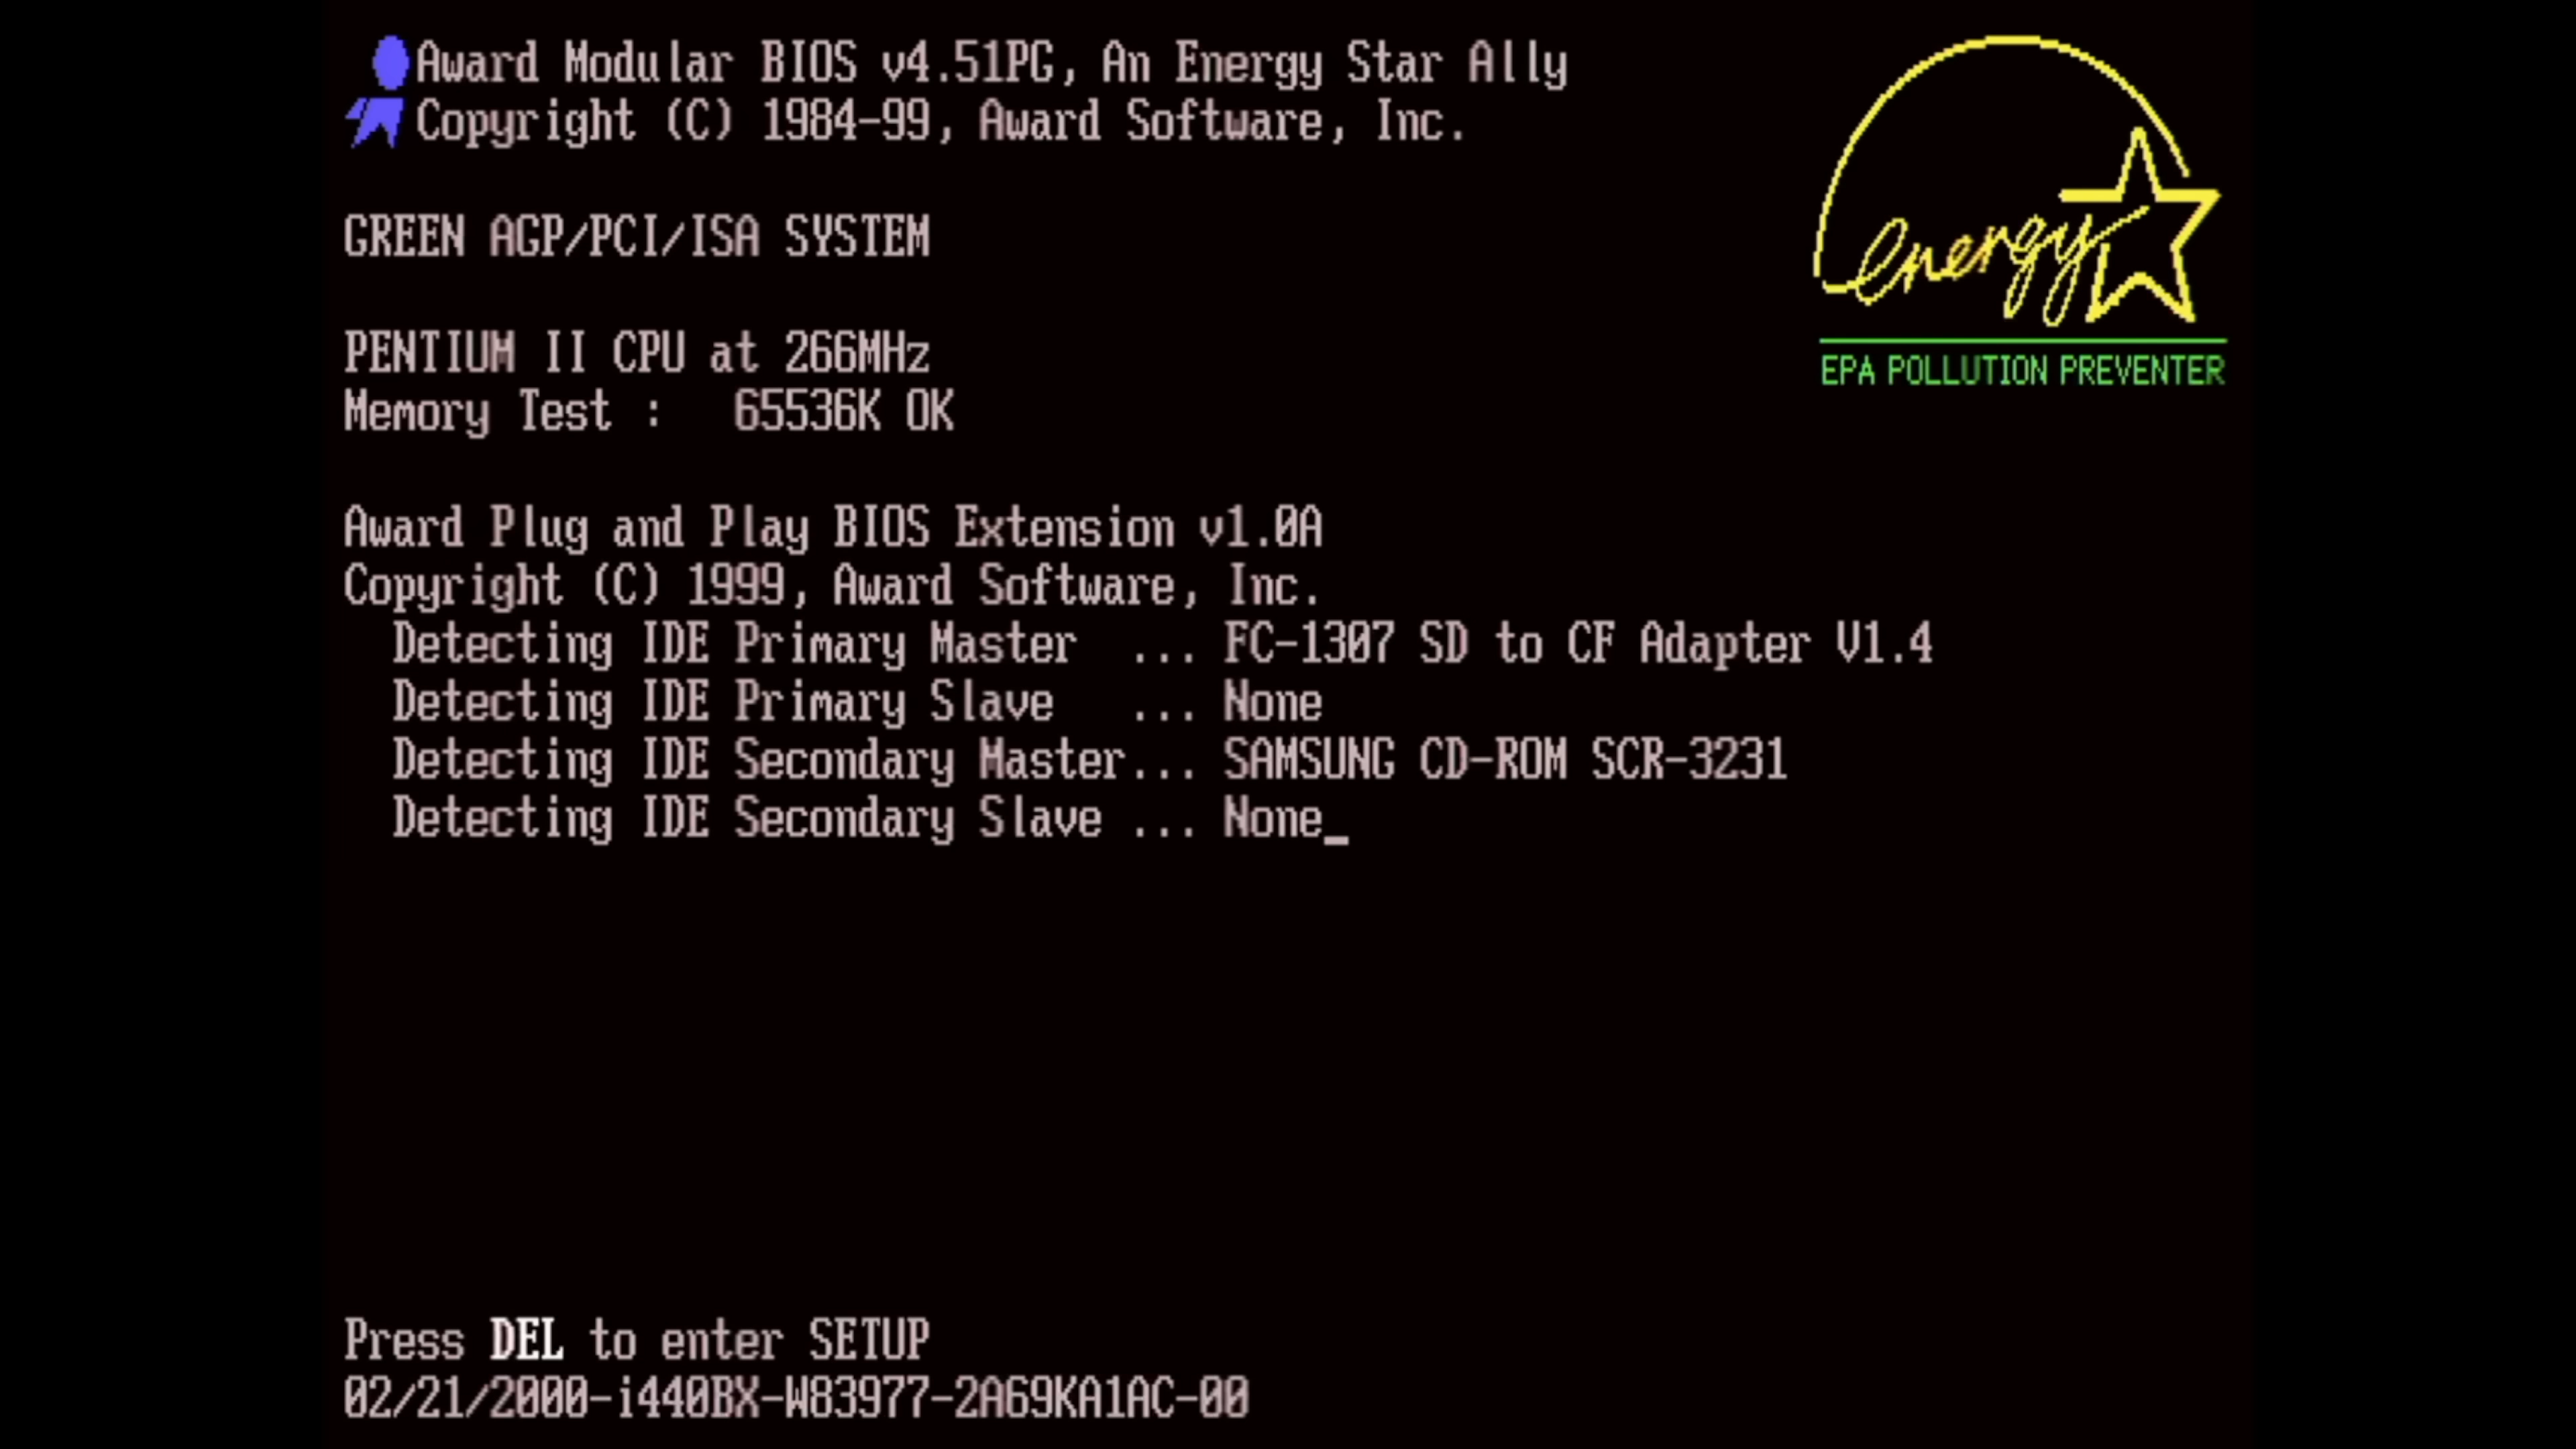 Award Modular BIOS v4.51PG, An Energy Star Ally
Copyright (C) 1984-99, Award Software, Inc.
energy
EPA POLLUTION PREVENTER
GREEN AGP/PCI/ISA SYSTEM
PENTIUM II CPU at 266MHz
Memory Test :   65536K OK
Award Plug and Play BIOS Extension v1.0A
Copyright (C) 1999, Award Software, Inc.
Detecting IDE Primary Master  ... FC-1307 SD to CF Adapter V1.4
Detecting IDE Primary Slave   ... None
Detecting IDE Secondary Master... SAMSUNG CD-ROM SCR-3231
Detecting IDE Secondary Slave ... None_
Press DEL to enter SETUP
02/21/2000-i440BX-W83977-2A69KA1AC-00